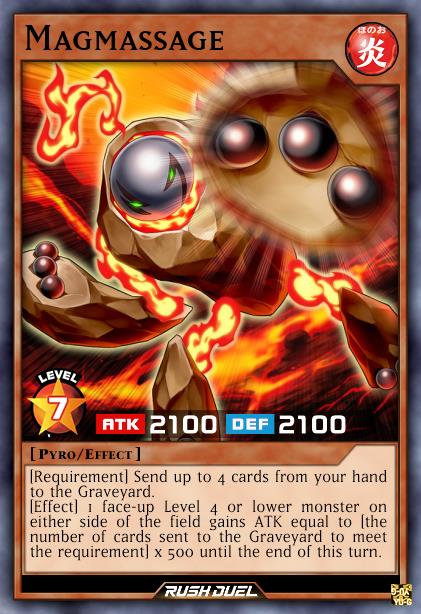 MAGMASSAGE
ほのお
炎
LEVEL
7
ATK 2100 DEF 2100
[PYRO/EFFECT]
[Requirement] Send up to 4 cards from your hand
to the Graveyard.
[Effect] 1 face-up Level 4 or lower monster on
either side of the field gains ATK equal to [the
number of cards sent to the Graveyard to meet
the requirement] x 500 until the end of this turn.
RUSH DUEL